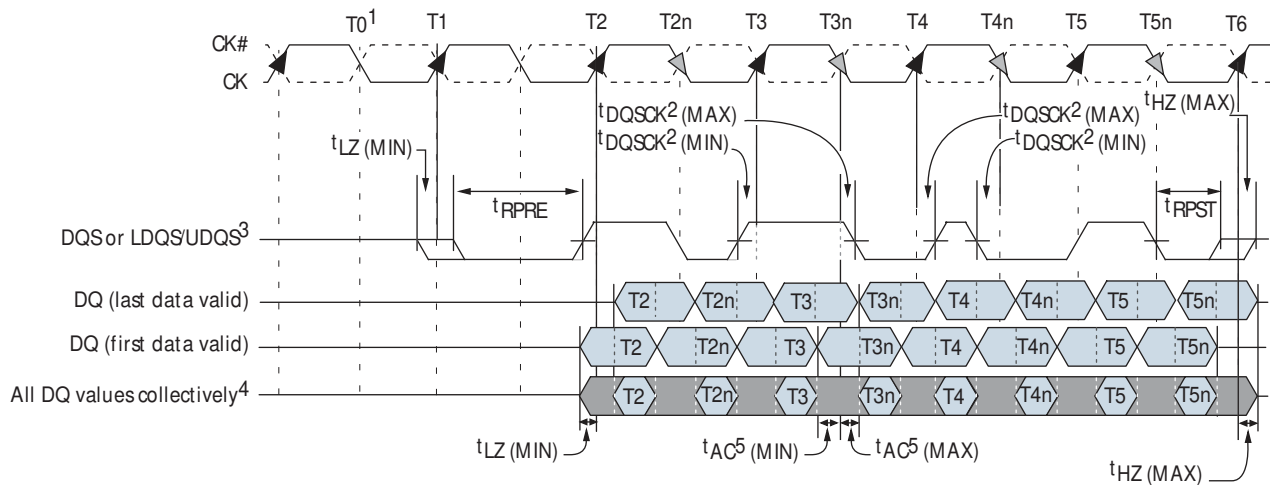 T0¹ T1 T2 T2n T3 T3n T4 T4n T5 T5n T6
CK#
CK
tDQSCK² (MAX) tDQSCK² (MAX) tHZ (MAX)
tLZ (MIN) tDQSCK² (MIN) tDQSCK² (MIN)
tRPRE tRPST
DQS or LDQS/UDQS³
DQ (last data valid) T2 T2n T3 T3n T4 T4n T5 T5n
DQ (first data valid) T2 T2n T3 T3n T4 T4n T5 T5n
All DQ values collectively⁴ T2 T2n T3 T3n T4 T4n T5 T5n
tLZ (MIN) tAC⁵ (MIN) tAC⁵ (MAX)
tHZ (MAX)